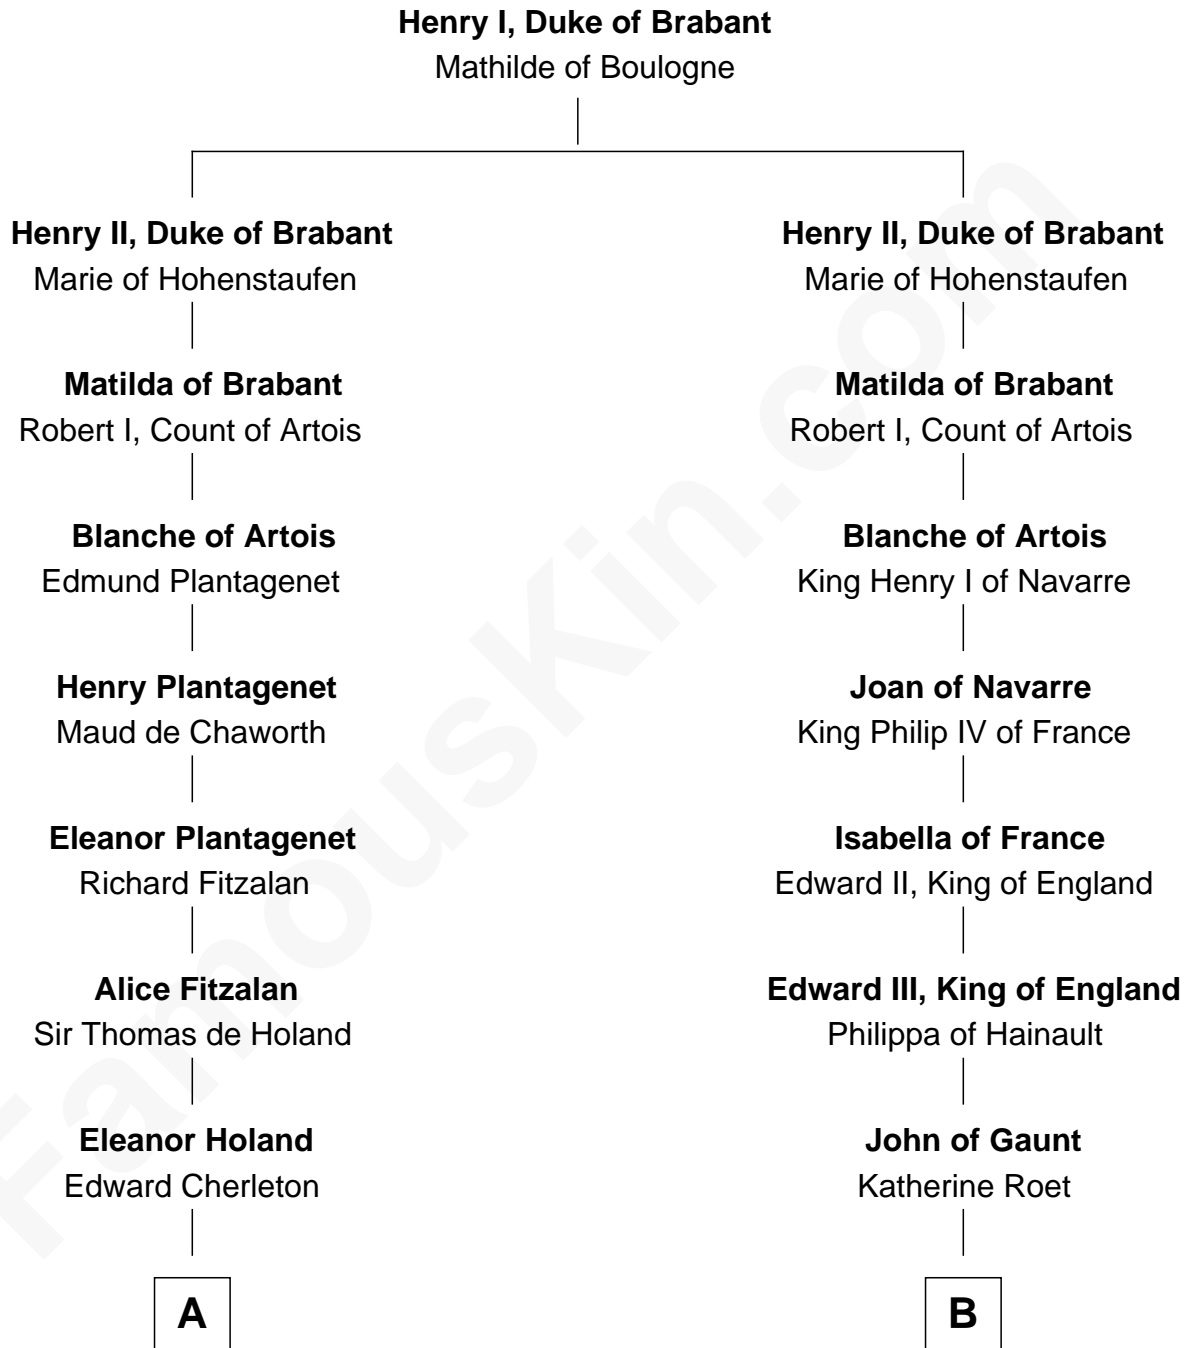 Henry I, Duke of Brabant
Mathilde of Boulogne
Henry II, Duke of Brabant
Marie of Hohenstaufen
Matilda of Brabant
Robert I, Count of Artois
Blanche of Artois
Edmund Plantagenet
Henry Plantagenet
Maud de Chaworth
Eleanor Plantagenet
Richard Fitzalan
Alice Fitzalan
Sir Thomas de Holand
Eleanor Holand
Edward Cherleton
A
Henry II, Duke of Brabant
Marie of Hohenstaufen
Matilda of Brabant
Robert I, Count of Artois
Blanche of Artois
King Henry I of Navarre
Joan of Navarre
King Philip IV of France
Isabella of France
Edward II, King of England
Edward III, King of England
Philippa of Hainault
John of Gaunt
Katherine Roet
B
FamousKin.com